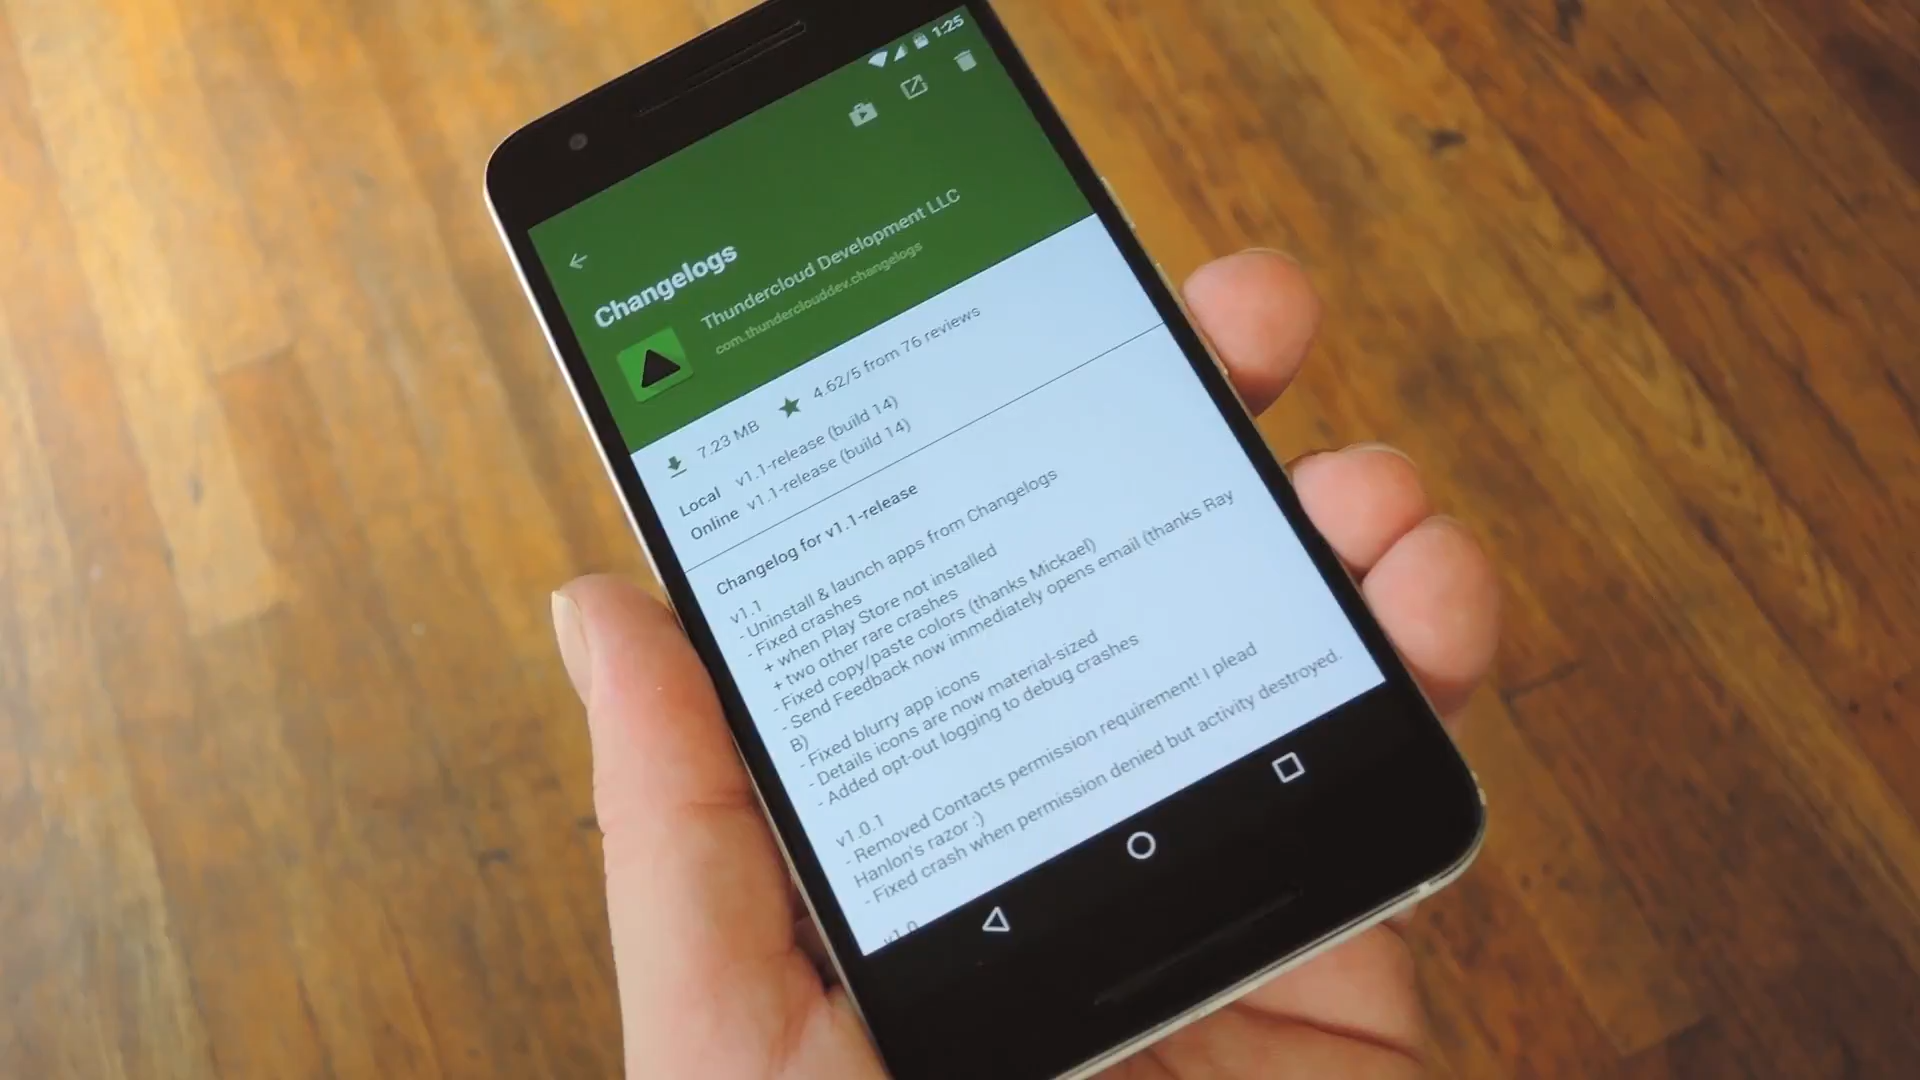 1:25
Changelogs
Thundercloud Development LLC
com.thunderclouddev.changelogs
7.23 MB 4.62/5 from 76 reviews
Local v1.1-release (build 14)
Online v1.1-release (build 14)
Changelog for v1.1-release
v1.1
- Uninstall & launch apps from Changelogs
- Fixed crashes
+ when Play Store not installed
+ two other rare crashes
- Fixed copy/paste colors (thanks Mickael)
- Send Feedback now immediately opens email (thanks Ray
B)
- Fixed blurry app icons
- Details icons are now material-sized
- Added opt-out logging to debug crashes
v1.0.1
- Removed Contacts permission requirement! I plead
Hanlon's razor :)
- Fixed crash when permission denied but activity destroyed.
v1.0